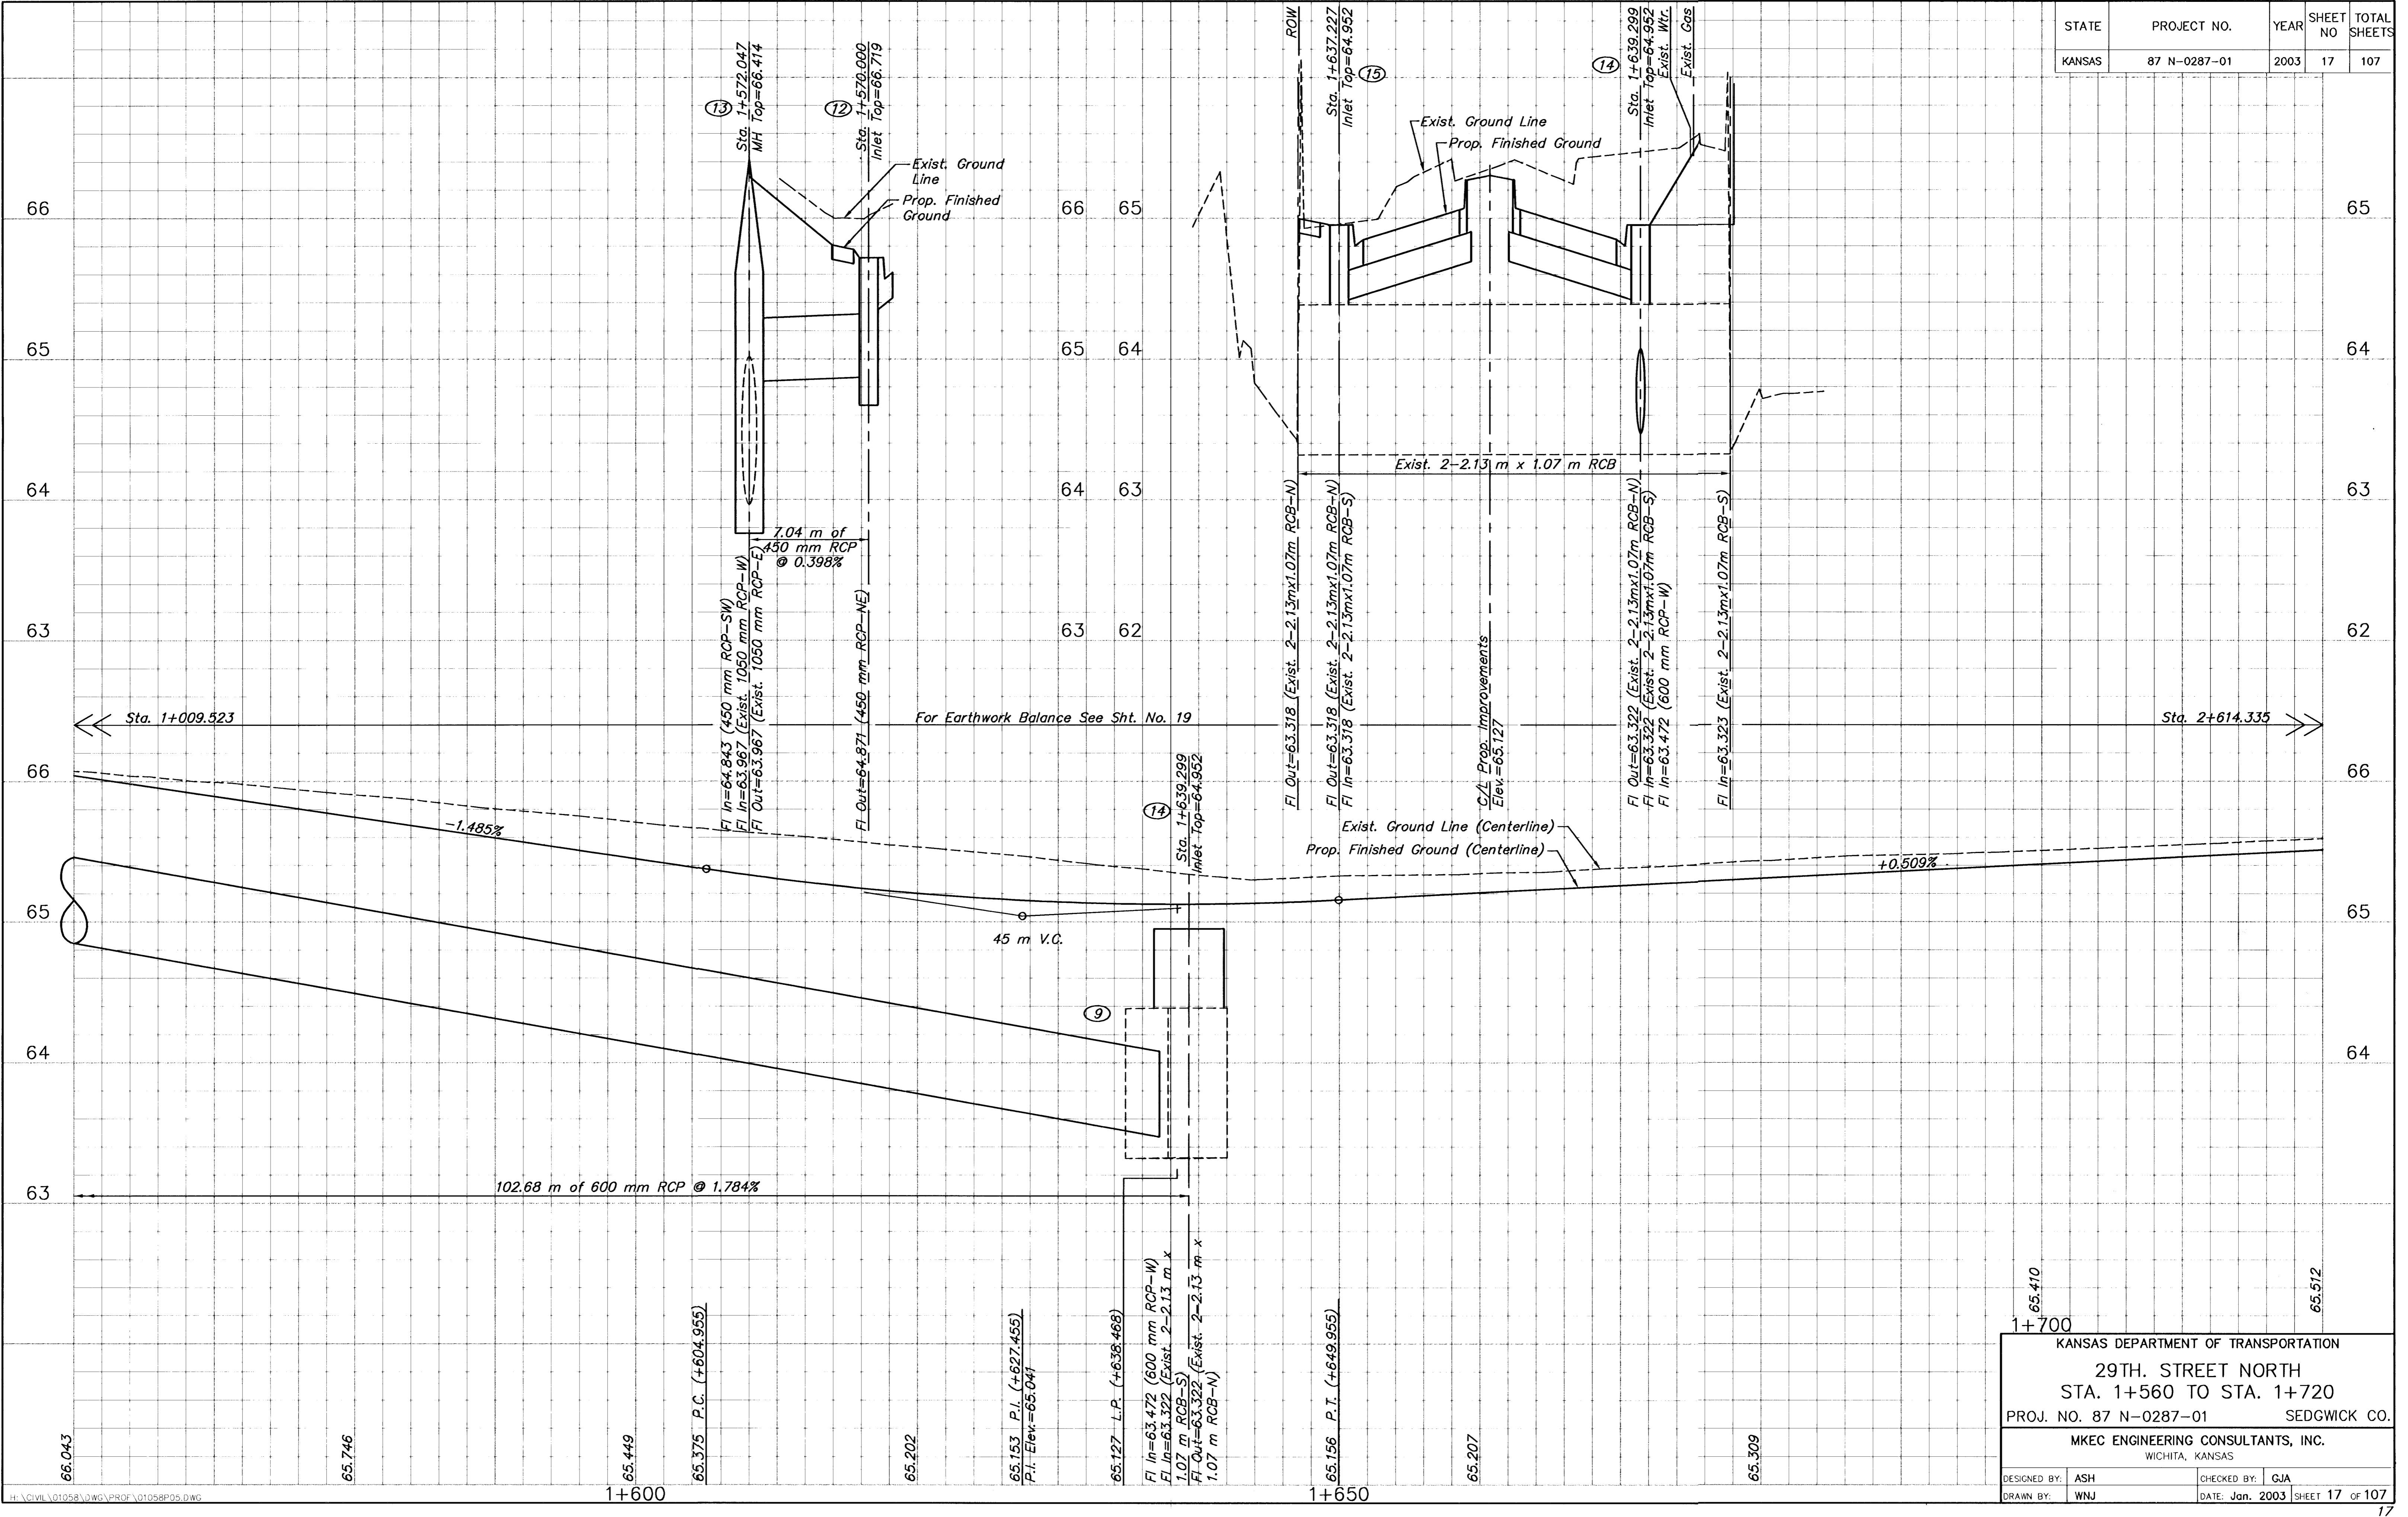 STATE
PROJECT NO.
YEAR
SHEET NO
TOTAL SHEETS
KANSAS
87 N-0287-01
2003
17
107
13
Sta. 1+572.047
MH Top=66.414
12
Sta. 1+570.000
Inlet Top=66.719
Exist. Ground
Line
Prop. Finished
Ground
ROW
Sta. 1+637.227
Inlet Top=64.952
15
14
Sta. 1+639.299
Inlet Top=64.952
Exist. Wtr.
Exist. Gas
Exist. Ground Line
Prop. Finished Ground
66
66
65
65
65
65
64
64
64
64
63
63
63
63
62
62
Exist. 2-2.13 m x 1.07 m RCB
7.04 m of
450 mm RCP
@ 0.398%
Fl In=64.843 (450 mm RCP-SW)
Fl In=63.967 (Exist. 1050 mm RCP-W)
Fl Out=63.967 (Exist. 1050 mm RCP-E)
Fl Out=64.871 (450 mm RCP-NE)
Fl Out=63.318 (Exist. 2-2.13mx1.07m RCB-N)
Fl Out=63.318 (Exist. 2-2.13mx1.07m RCB-N)
Fl In=63.318 (Exist. 2-2.13mx1.07m RCB-S)
C/L Prop. Improvements
Elev.=65.127
Fl Out=63.322 (Exist. 2-2.13mx1.07m RCB-N)
Fl In=63.322 (Exist. 2-2.13mx1.07m RCB-S)
Fl In=63.472 (600 mm RCP-W)
Fl In=63.323 (Exist. 2-2.13mx1.07m RCB-S)
Sta. 1+009.523
For Earthwork Balance See Sht. No. 19
Sta. 2+614.335
66
66
-1.485%
14
Sta. 1+639.299
Inlet Top=64.952
Exist. Ground Line (Centerline)
Prop. Finished Ground (Centerline)
+0.509%
65
65
45 m V.C.
9
64
64
63
102.68 m of 600 mm RCP @ 1.784%
66.043
65.746
65.449
65.375 P.C. (+604.955)
65.202
65.153 P.I. (+627.455)
P.I. Elev.=65.041
65.127 L.P. (+638.468)
Fl In=63.472 (600 mm RCP-W)
Fl In=63.322 (Exist. 2-2.13 m x
1.07 m RCB-S)
Fl Out=63.322 (Exist. 2-2.13 m x
1.07 m RCB-N)
65.156 P.T. (+649.955)
65.207
65.309
65.410
65.512
1+600
1+650
1+700
KANSAS DEPARTMENT OF TRANSPORTATION
29TH. STREET NORTH
STA. 1+560 TO STA. 1+720
PROJ. NO. 87 N-0287-01 SEDGWICK CO.
MKEC ENGINEERING CONSULTANTS, INC.
WICHITA, KANSAS
DESIGNED BY: ASH CHECKED BY: GJA
DRAWN BY: WNJ DATE: Jan. 2003 SHEET 17 OF 107
H:\CIVIL\01058\DWG\PROF\01058P05.DWG
17